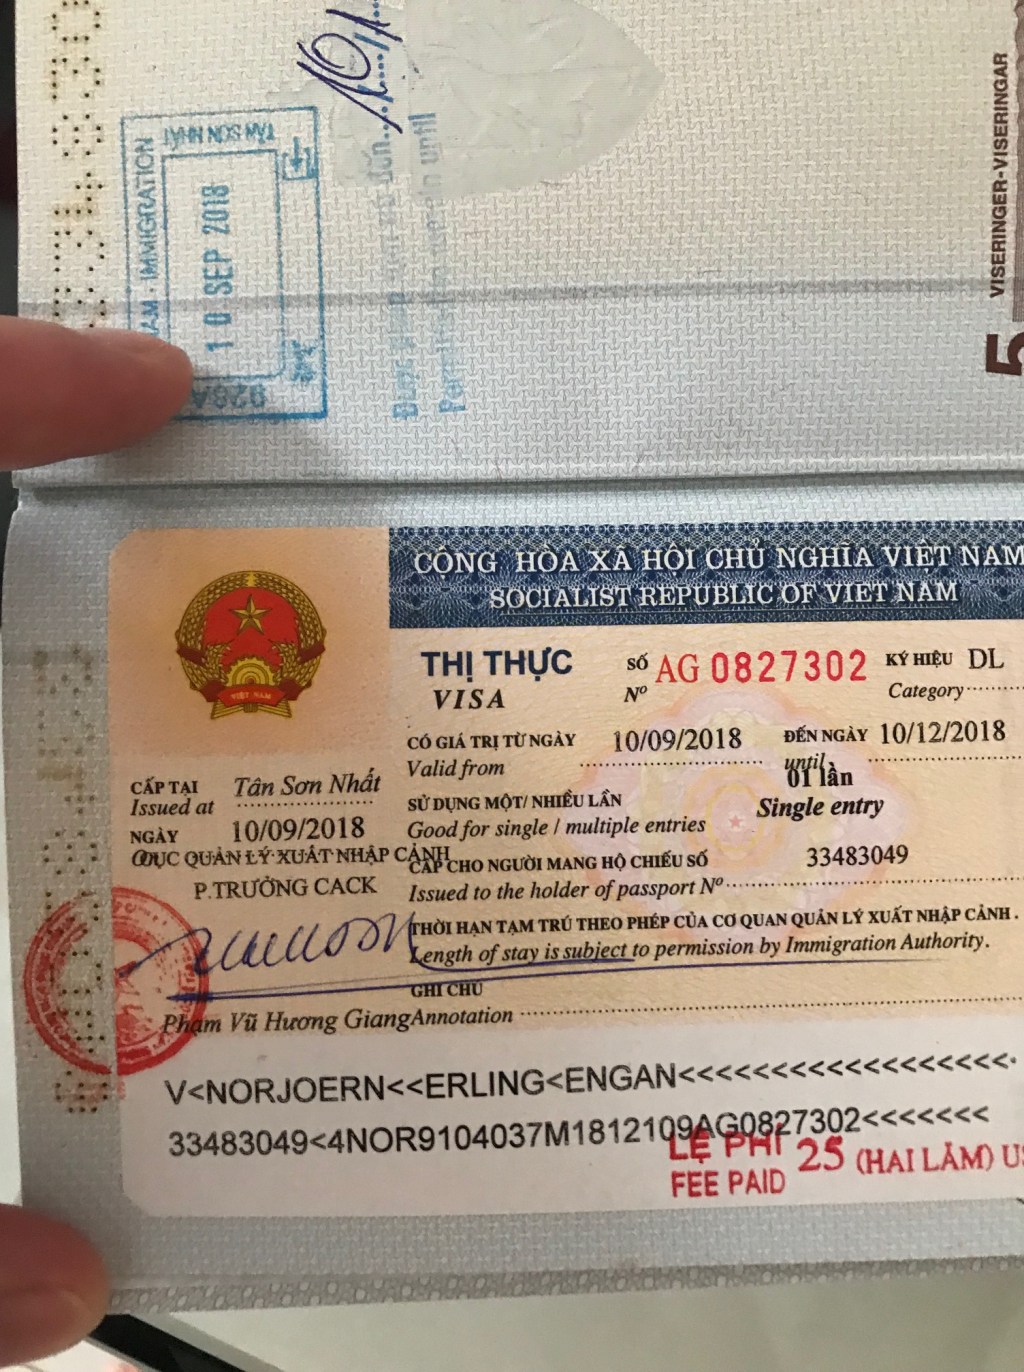 TÂN SƠN NHẤT
IMMIGRATION
10 SEP 2018
until
VISERINGER-VISERINGAR
5
CỘNG HÒA XÃ HỘI CHỦ NGHĨA VIỆT NAM
SOCIALIST REPUBLIC OF VIET NAM
VIỆT NAM
THỊ THỰC
VISA
SỐ AG 0827302
Nº
KÝ HIỆU DL
Category
CÓ GIÁ TRỊ TỪ NGÀY 10/09/2018 ĐẾN NGÀY 10/12/2018
Valid from until
CẤP TẠI Tân Sơn Nhất
Issued at
01 lần
SỬ DỤNG MỘT/ NHIỀU LẦN
Single entry
Good for single / multiple entries
NGÀY 10/09/2018
CỤC QUẢN LÝ XUẤT NHẬP CẢNH
P.TRƯỞNG CACK
CẤP CHO NGƯỜI MANG HỘ CHIẾU SỐ 33483049
Issued to the holder of passport Nº
THỜI HẠN TẠM TRÚ THEO PHÉP CỦA CƠ QUAN QUẢN LÝ XUẤT NHẬP CẢNH .
Length of stay is subject to permission by Immigration Authority.
GHI CHÚ
Annotation
Phạm Vũ Hương Giang
V<NORJOERN<<ERLING<ENGAN<<<<<<<<<<<<<<<<<<
33483049<4NOR9104037M1812109AG0827302<<<<<<<
LỆ PHÍ 25 (HAI LĂM)
FEE PAID